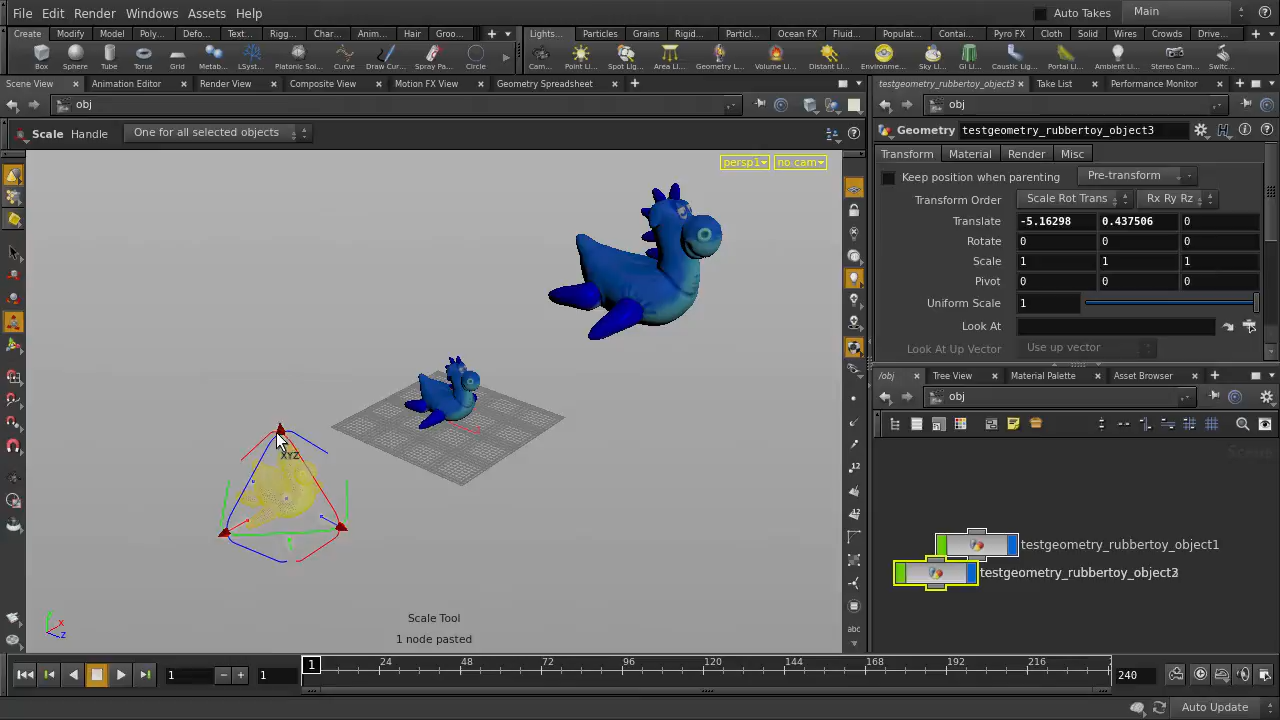 File Edit Render Windows Assets Help Auto Takes Main
Create Modify Model Poly... Defo... Text... Rigg... Char... Anim... Hair Groo... Lights... Particles Grains Rigid... Particl... Ocean FX Fluid... Populat... Contai... Pyro FX Cloth Solid Wires Crowds Drive...
Box Sphere Tube Torus Grid Metab... LSyst... Platonic Sol... Curve Draw Cur... Spray Pa... Circle Cam... Point Li... Spot Lig... Area Li... Geometry L... Volume Li... Distant Li... Environme... Sky Li... GI Li... Caustic Lig... Portal Li... Ambient Li... Stereo Cam... Switc...
Scene View Animation Editor Render View Composite View Motion FX View Geometry Spreadsheet testgeometry_rubbertoy_object3 Take List Performance Monitor
obj obj
Scale Handle One for all selected objects Geometry testgeometry_rubbertoy_object3
Transform Material Render Misc
persp1 no cam
Keep position when parenting Pre-transform
Transform Order Scale Rot Trans Rx Ry Rz
Translate -5.16298 0.437506 0
Rotate 0 0 0
Scale 1 1 1
Pivot 0 0 0
Uniform Scale 1
Look At
Look At Up Vector Use up vector
/obj Tree View Material Palette Asset Browser
obj
XYZ
12
12
testgeometry_rubbertoy_object1
abc
x
z
Scale Tool
1 node pasted
1 1 1 24 48 72 96 120 144 168 192 216 240
Auto Update